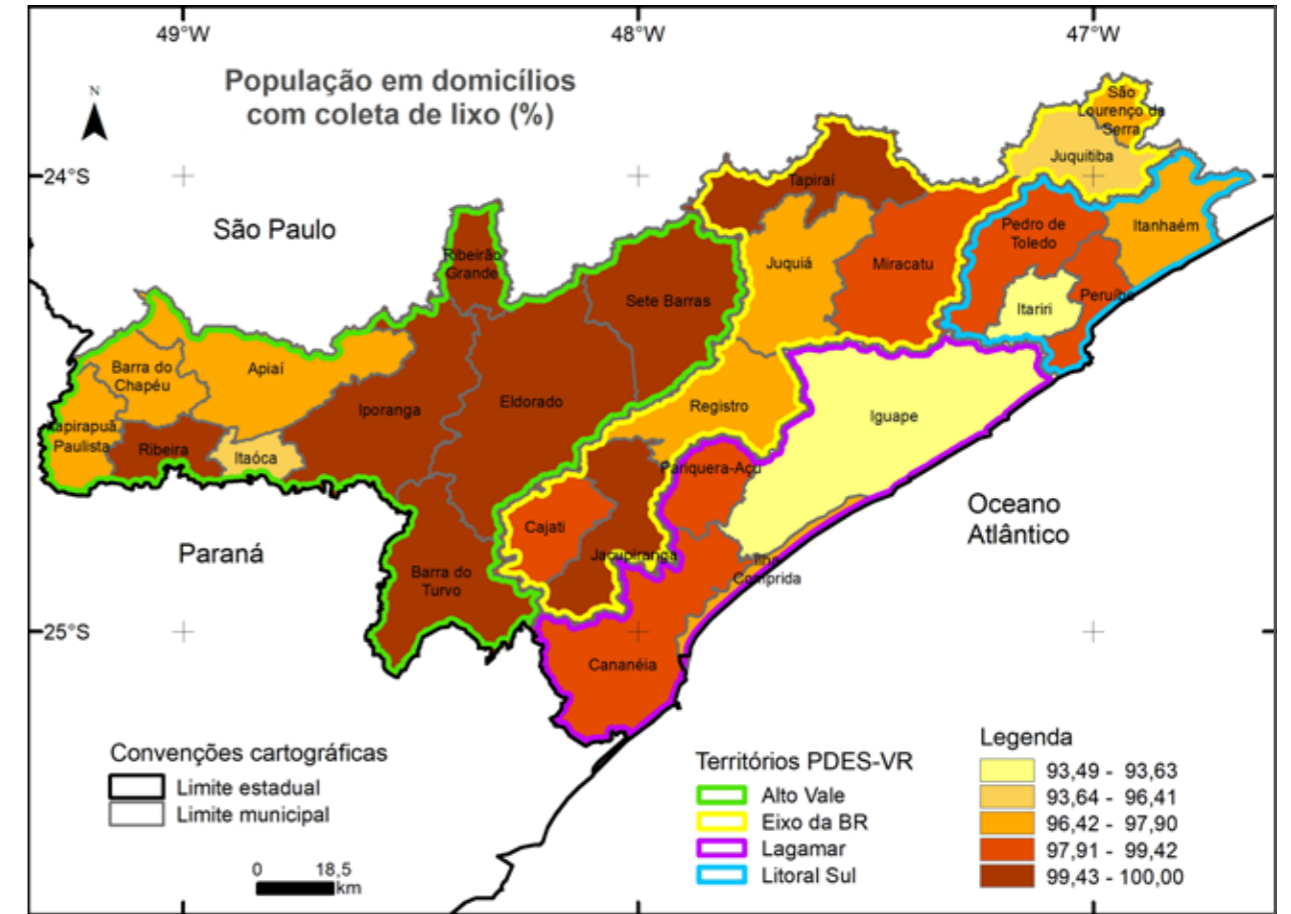 49°W
48°W
47°W
População em domicílios
com coleta de lixo (%)
N
24°S
25°S
São Paulo
Paraná
Oceano
Atlântico
São
Lourenço da
Serra
Juquitiba
Tapiraí
Pedro de
Toledo
Itanhaém
Ribeirão
Grande
Juquiá
Miracatu
Sete Barras
Itariri
Peruíbe
Barra do
Chapéu
Apiaí
Iporanga
Eldorado
Registro
Iguape
Itapirapuã
Paulista
Ribeira
Itaóca
Pariquera-Açu
Cajati
Jacupiranga
Ilha
Comprida
Barra do
Turvo
Cananéia
Convenções cartográficas
Limite estadual
Limite municipal
0 18,5
km
Territórios PDES-VR
Alto Vale
Eixo da BR
Lagamar
Litoral Sul
Legenda
93,49 - 93,63
93,64 - 96,41
96,42 - 97,90
97,91 - 99,42
99,43 - 100,00